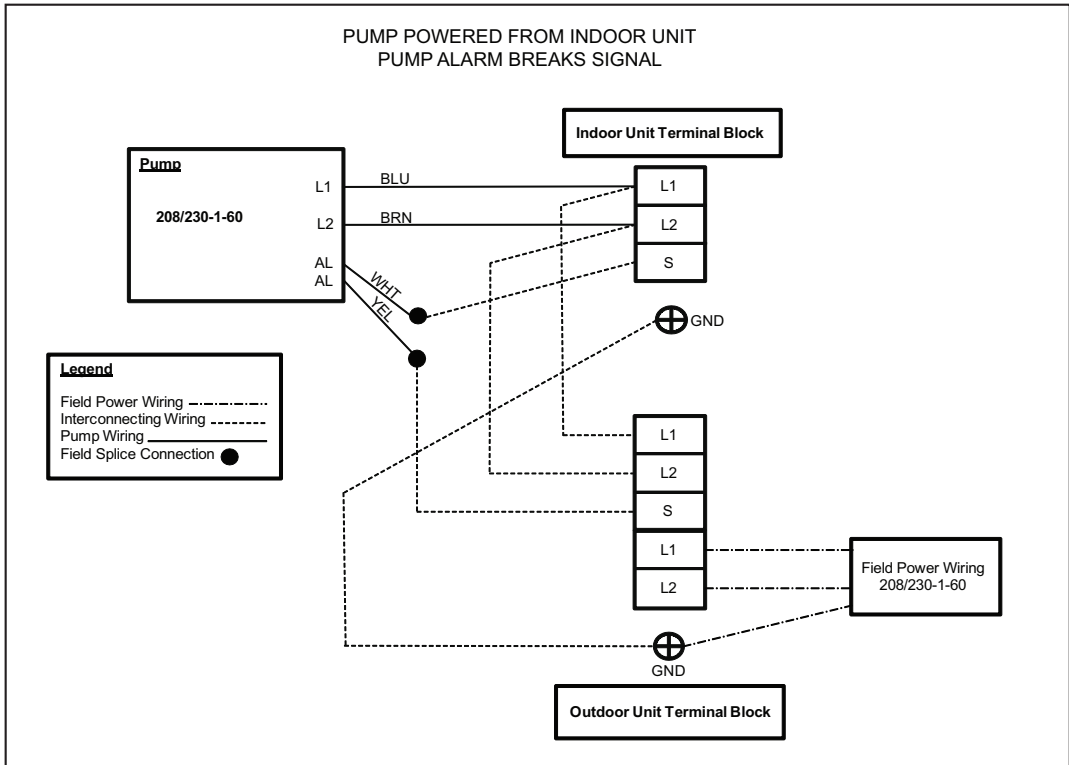 PUMP POWERED FROM INDOOR UNIT
PUMP ALARM BREAKS SIGNAL
Indoor Unit Terminal Block
Pump
208/230-1-60
L1
L2
AL
AL
BLU
BRN
WHT
YEL
L1
L2
S
GND
Legend
Field Power Wiring
Interconnecting Wiring
Pump Wiring
Field Splice Connection
L1
L2
S
L1
L2
Field Power Wiring
208/230-1-60
GND
Outdoor Unit Terminal Block